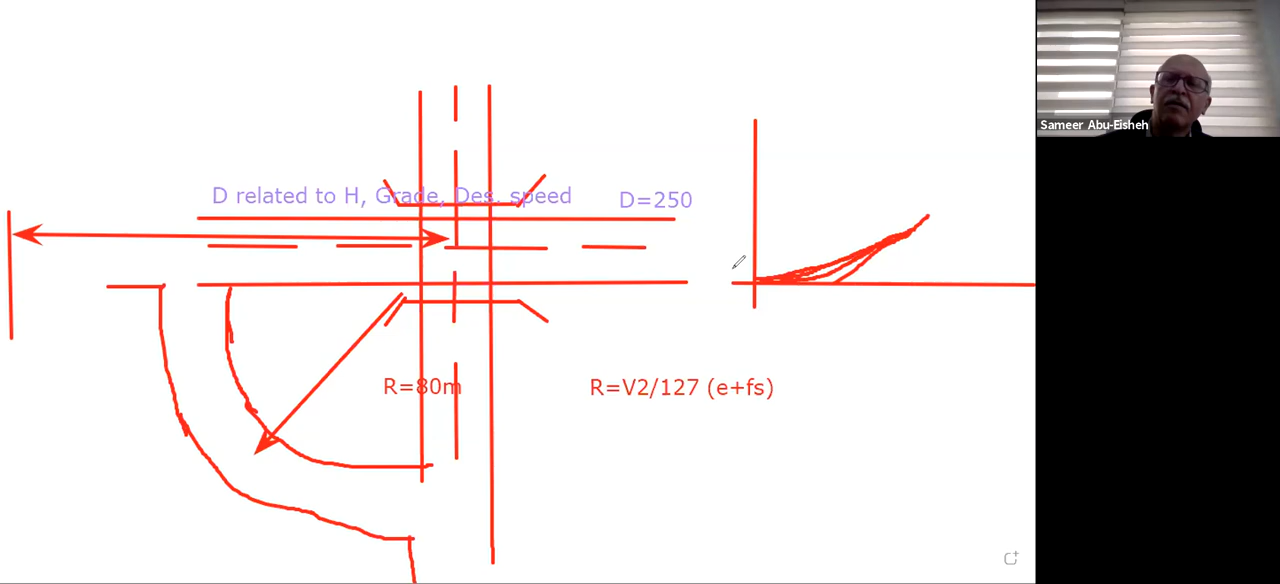 Sameer Abu-Eisheh
D related to H, Grade, Des. speed
D=250
R=80m
R=V2/127 (e+fs)